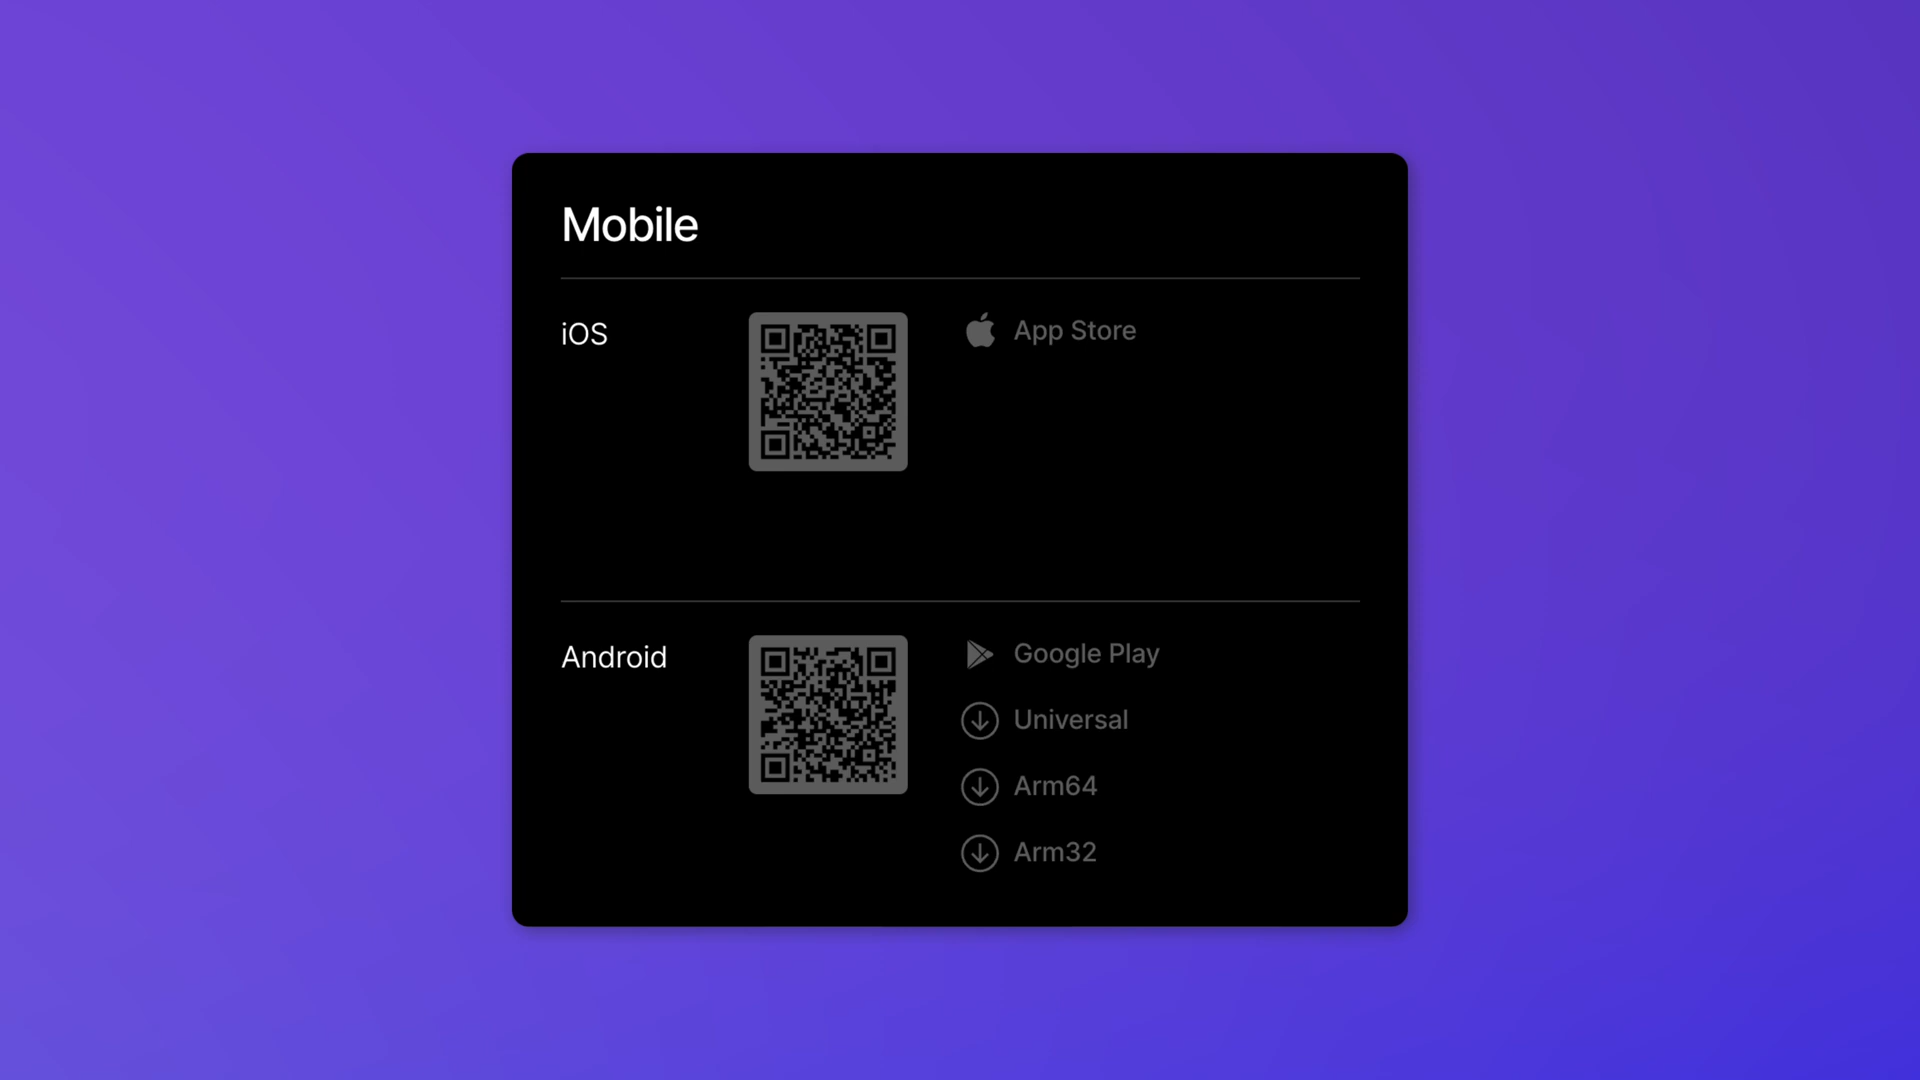 Mobile
iOS
App Store
Android
Google Play
Universal
Arm64
Arm32